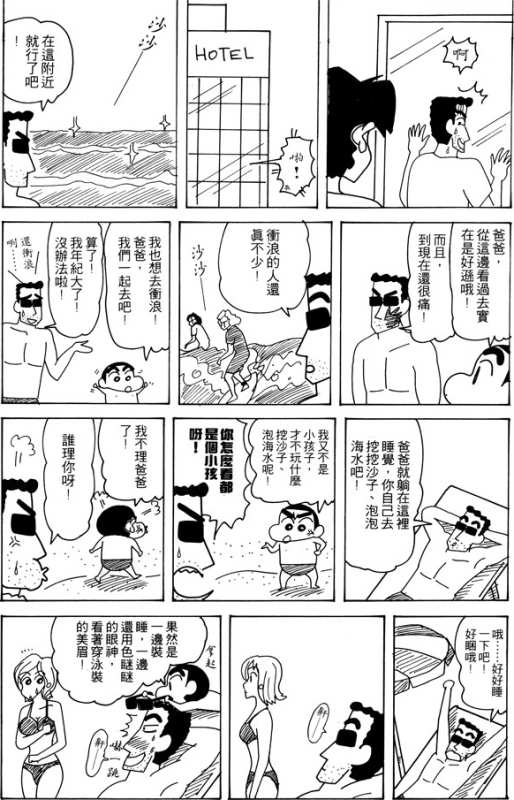 啊
HOTEL
啪！
在這附近
就行了吧
！
爸爸，
從這邊看過去實
在是好遜哦！
而且，
到現在還很痛！
衝浪的人還
真不少！
沙沙
我也想去衝浪！
爸爸，
我們一起去吧！
算了！
我年紀大了！
沒辦法啦！
還衝浪
咧……
爸爸就躺在這裡
睡覺，你自己去
挖挖沙子、泡泡
海水吧！
我又不是
小孩子，
才不玩什麼
挖沙子、
泡海水呢！
你怎麼看都
是個小孩
呀！
我不理爸爸
了！
誰理你呀！
哦……好好睡
一下吧！
好睏哦！
鼾
果然是
一邊裝
睡，一邊
還用色瞇瞇
的眼神，
看著穿泳裝
的美眉！
嚇一跳
鼾